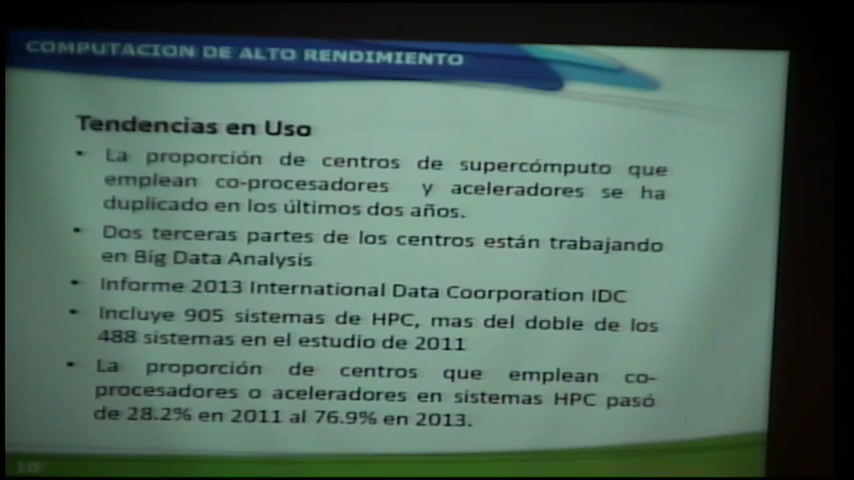 COMPUTACION DE ALTO RENDIMIENTO
Tendencias en Uso
• La proporción de centros de supercómputo que
emplean co-procesadores y aceleradores se ha
duplicado en los últimos dos años.
• Dos terceras partes de los centros están trabajando
en Big Data Analysis
• Informe 2013 International Data Coorporation IDC
• Incluye 905 sistemas de HPC, mas del doble de los
488 sistemas en el estudio de 2011
• La proporción de centros que emplean co-
procesadores o aceleradores en sistemas HPC pasó
de 28.2% en 2011 al 76.9% en 2013.